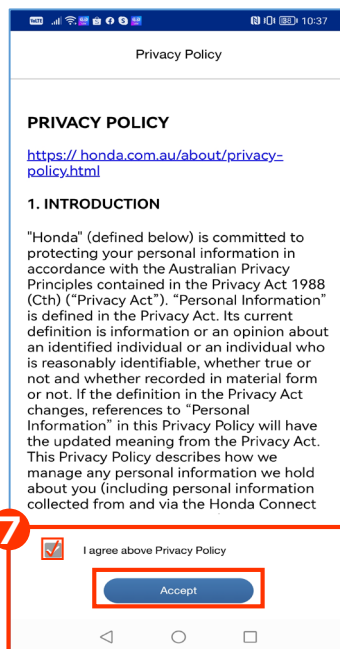 VoLTE 88 10:37
Privacy Policy
PRIVACY POLICY
https:// honda.com.au/about/privacy-
policy.html
1. INTRODUCTION
"Honda" (defined below) is committed to
protecting your personal information in
accordance with the Australian Privacy
Principles contained in the Privacy Act 1988
(Cth) (“Privacy Act”). “Personal Information”
is defined in the Privacy Act. Its current
definition is information or an opinion about
an identified individual or an individual who
is reasonably identifiable, whether true or
not and whether recorded in material form
or not. If the definition in the Privacy Act
changes, references to “Personal
Information” in this Privacy Policy will have
the updated meaning from the Privacy Act.
This Privacy Policy describes how we
manage any personal information we hold
about you (including personal information
collected from and via the Honda Connect
7
I agree above Privacy Policy
Accept